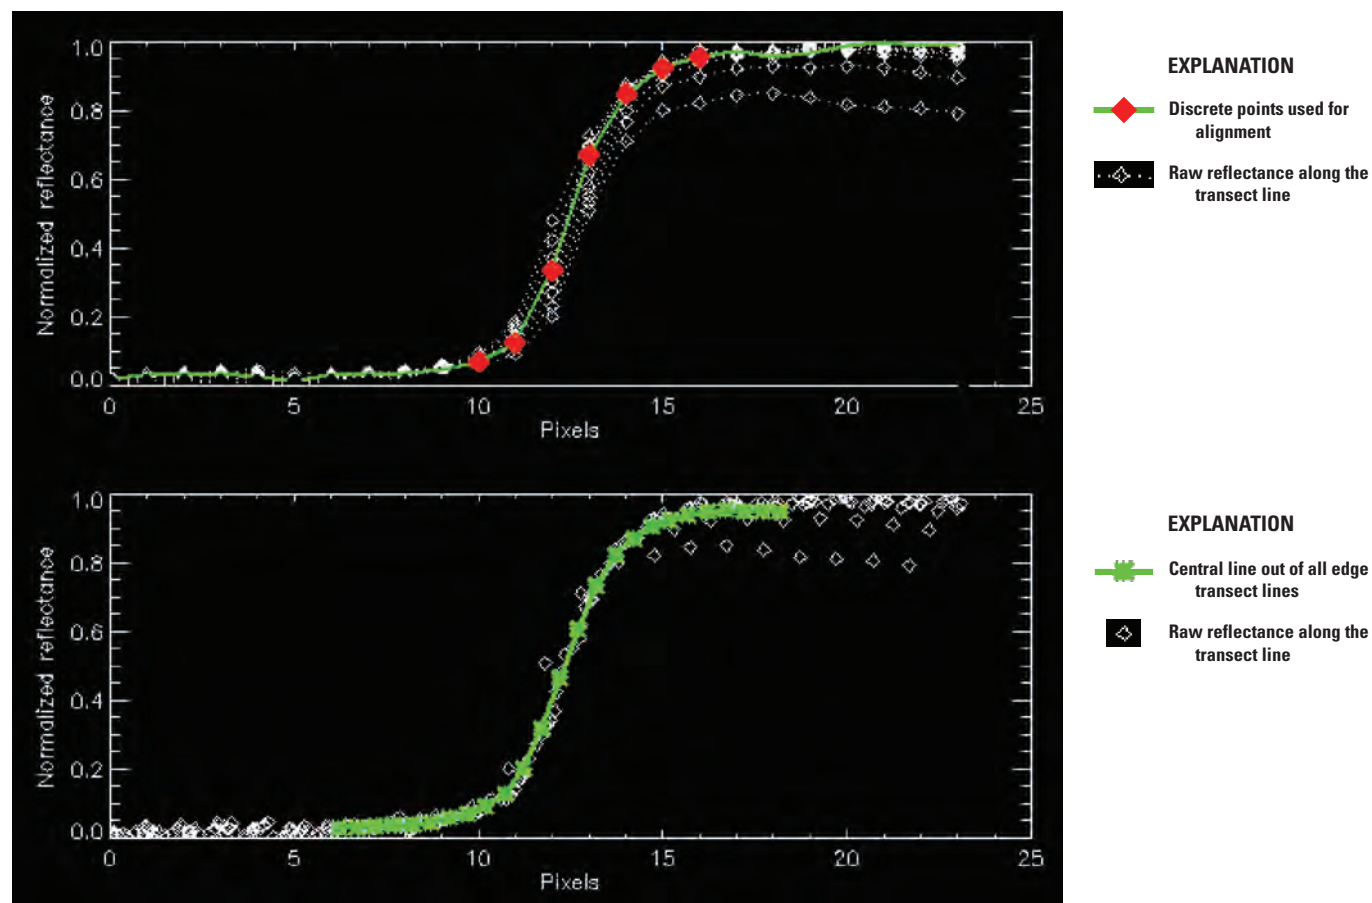 1.0
0.8
0.6
0.4
0.2
0.0
Normalized reflectance
0 5 10 15 20 25
Pixels
EXPLANATION
Discrete points used for
alignment
Raw reflectance along the
transect line
1.0
0.8
0.6
0.4
0.2
0.0
Normalized reflectance
0 5 10 15 20 25
Pixels
EXPLANATION
Central line out of all edge
transect lines
Raw reflectance along the
transect line